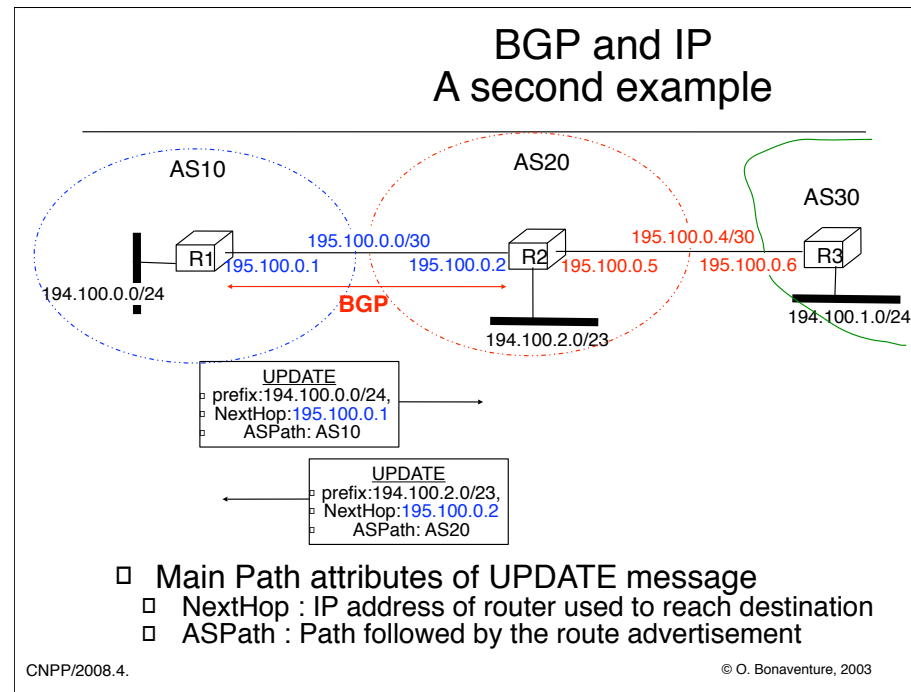 BGP and IP
A second example
AS10
AS20
AS30
R1
R2
R3
195.100.0.0/30
195.100.0.4/30
195.100.0.1
195.100.0.2
195.100.0.5
195.100.0.6
194.100.0.0/24
BGP
194.100.2.0/23
194.100.1.0/24
UPDATE
prefix:194.100.0.0/24,
NextHop:195.100.0.1
ASPath: AS10
UPDATE
prefix:194.100.2.0/23,
NextHop:195.100.0.2
ASPath: AS20
Main Path attributes of UPDATE message
NextHop : IP address of router used to reach destination
ASPath : Path followed by the route advertisement
CNPP/2008.4.
© O. Bonaventure, 2003